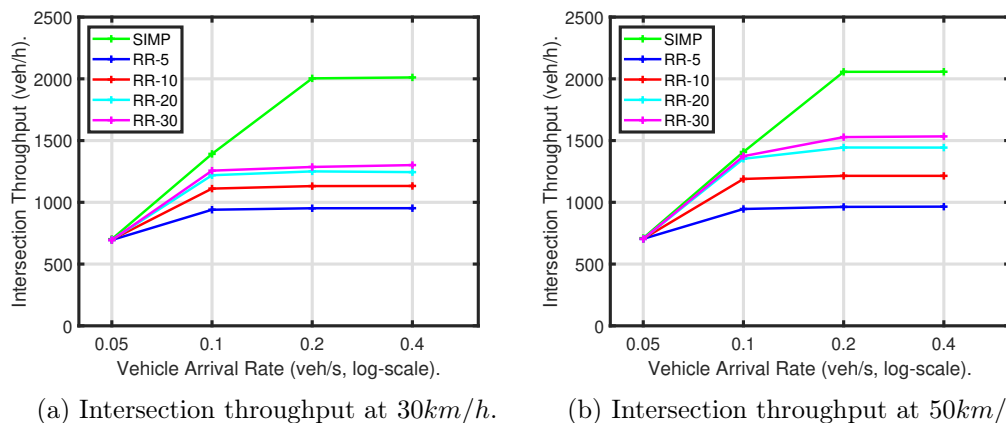 2500
2000
1500
1000
500
0
Intersection Throughput (veh/h).
SIMP
RR-5
RR-10
RR-20
RR-30
0.05 0.1 0.2 0.4
Vehicle Arrival Rate (veh/s, log-scale).
(a) Intersection throughput at 30km/h.
2500
2000
1500
1000
500
0
Intersection Throughput (veh/h).
SIMP
RR-5
RR-10
RR-20
RR-30
0.05 0.1 0.2 0.4
Vehicle Arrival Rate (veh/s, log-scale).
(b) Intersection throughput at 50km/